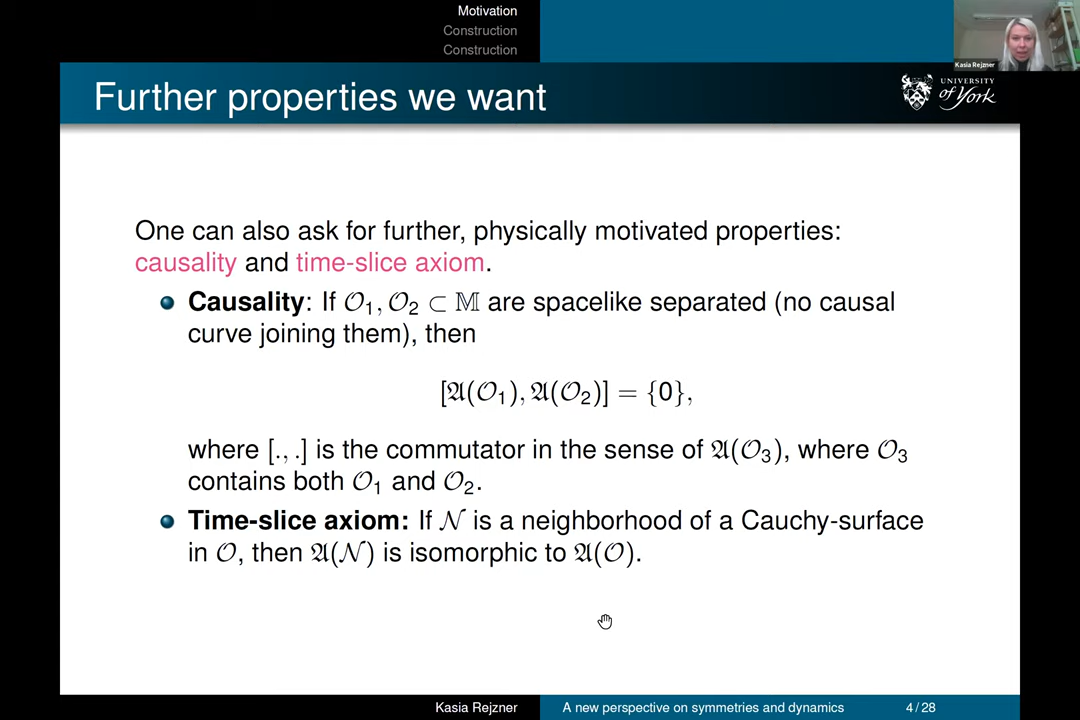 Motivation
Construction
Construction
Kasia Rejzner
Further properties we want
UNIVERSITY
of York
One can also ask for further, physically motivated properties:
causality and time-slice axiom.
Causality: If 𝒪₁, 𝒪₂ ⊂ 𝕄 are spacelike separated (no causal
curve joining them), then
[𝔄(𝒪₁), 𝔄(𝒪₂)] = {0},
where [., .] is the commutator in the sense of 𝔄(𝒪₃), where 𝒪₃
contains both 𝒪₁ and 𝒪₂.
Time-slice axiom: If 𝒩 is a neighborhood of a Cauchy-surface
in 𝒪, then 𝔄(𝒩) is isomorphic to 𝔄(𝒪).
Kasia Rejzner
A new perspective on symmetries and dynamics
4/28